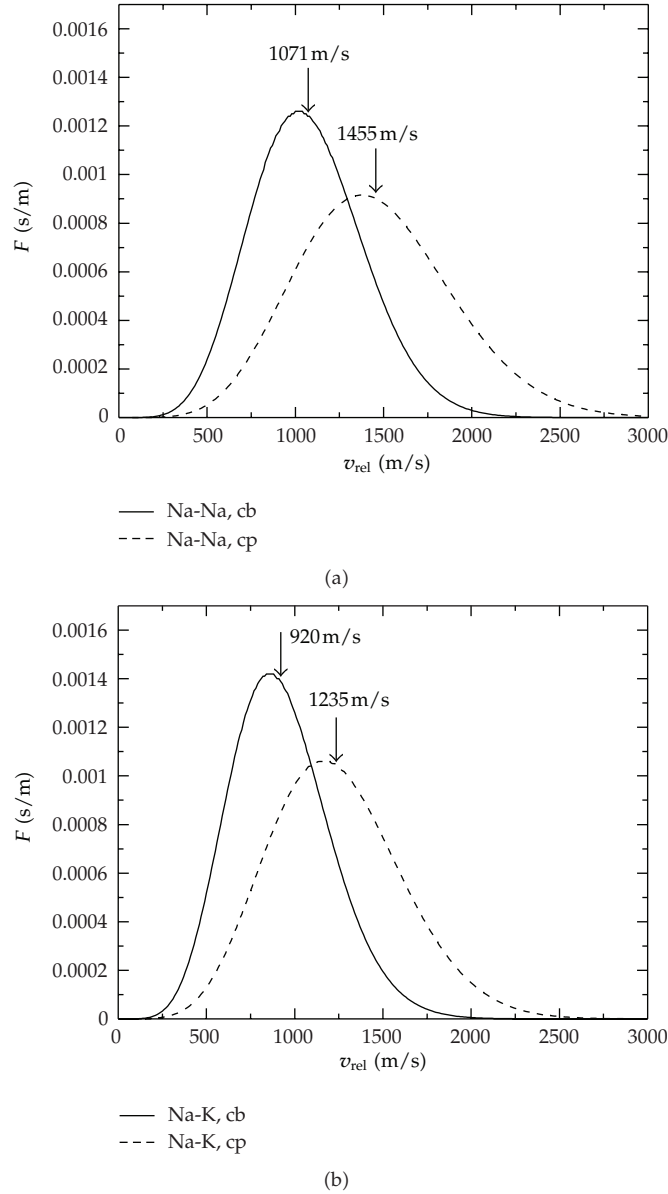 0.0016
0.0014
0.0012
0.001
0.0008
0.0006
0.0004
0.0002
0
F (s/m)
1071 m/s
1455 m/s
0 500 1000 1500 2000 2500 3000
v_rel (m/s)
Na-Na, cb
Na-Na, cp
(a)
0.0016
0.0014
0.0012
0.001
0.0008
0.0006
0.0004
0.0002
0
F (s/m)
920 m/s
1235 m/s
0 500 1000 1500 2000 2500 3000
v_rel (m/s)
Na-K, cb
Na-K, cp
(b)